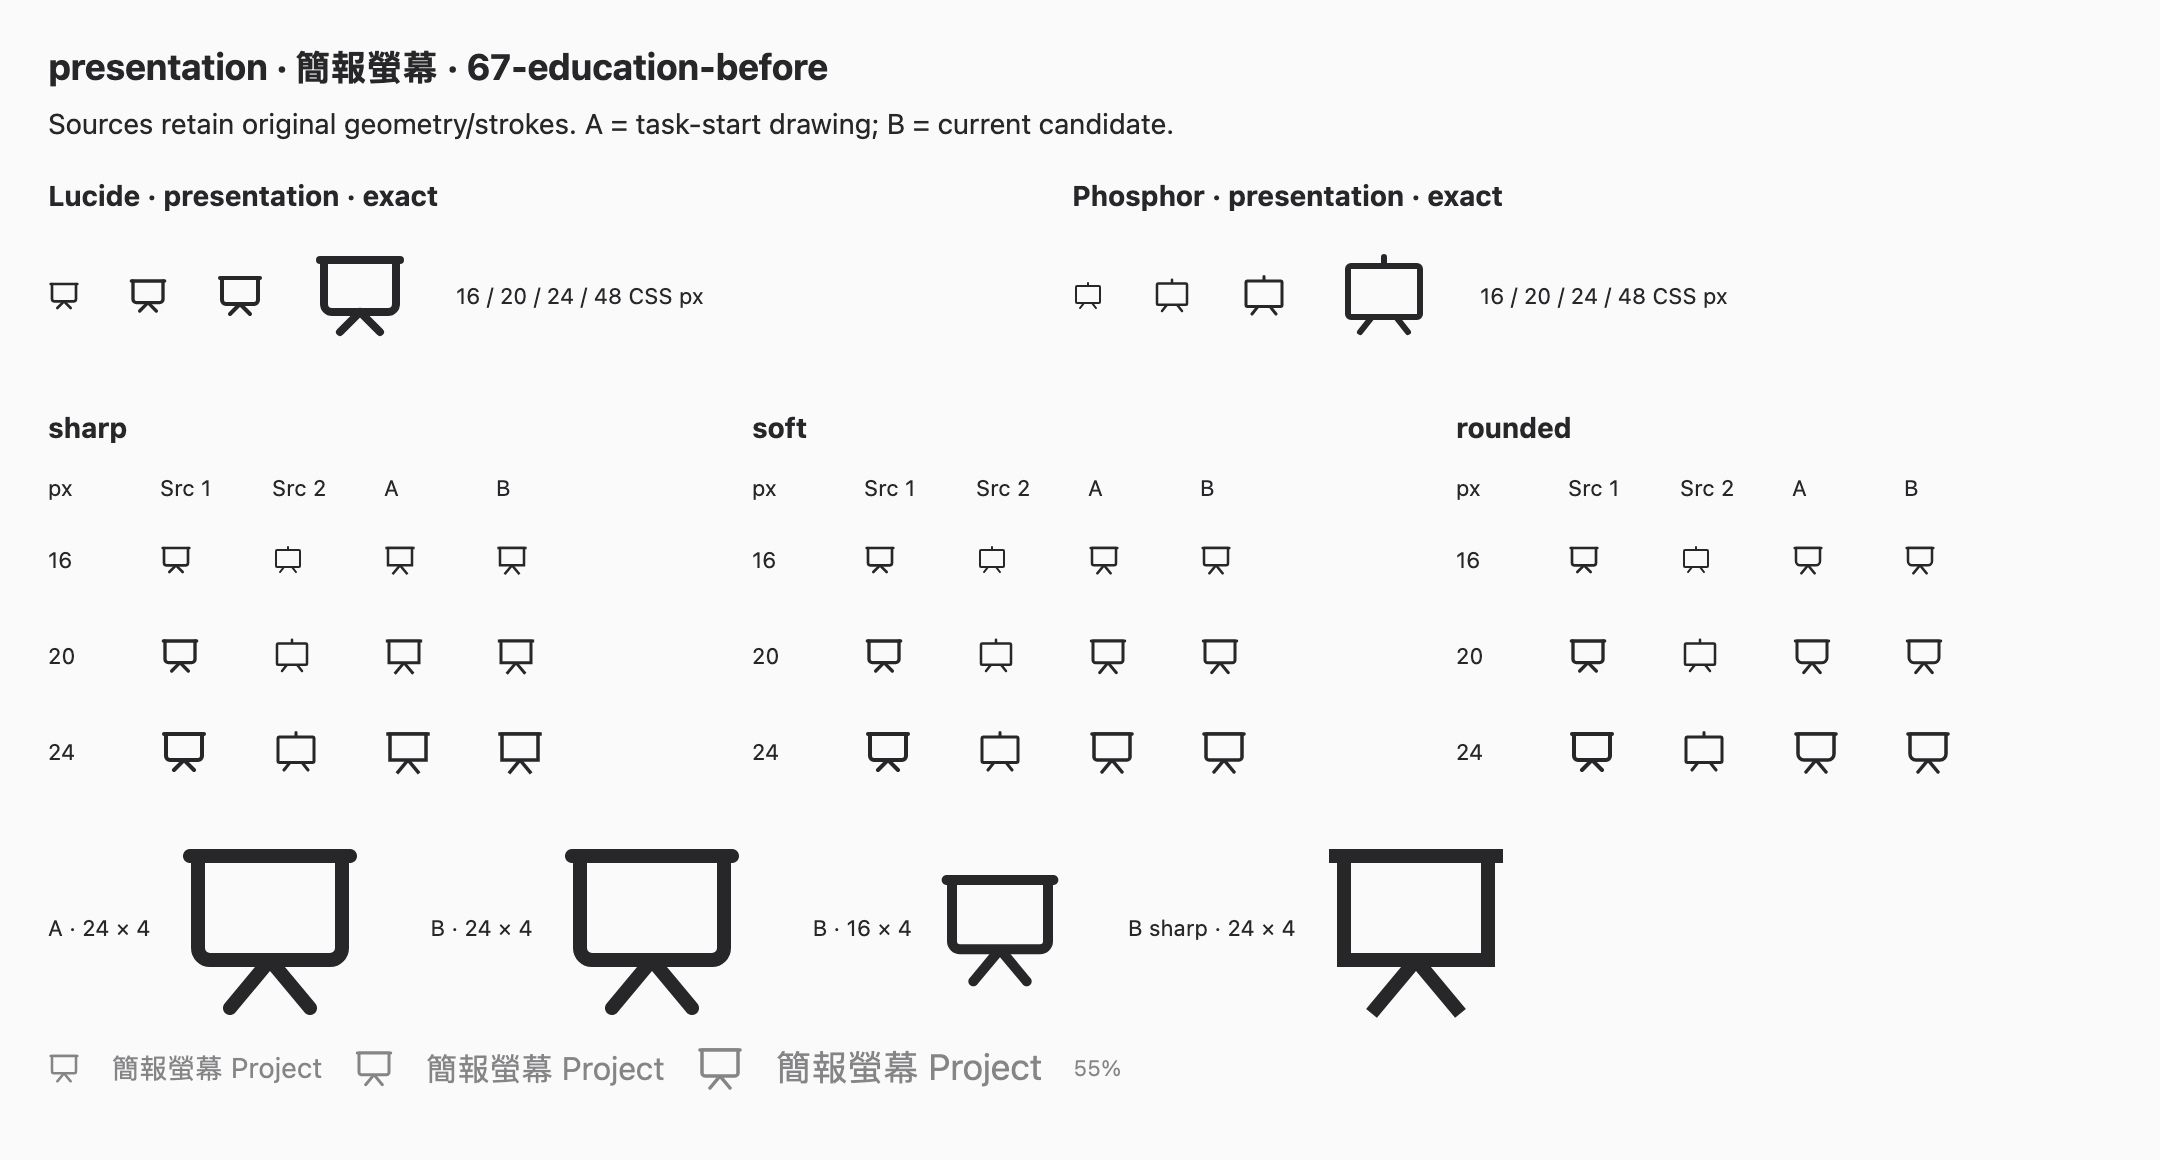 presentation · 簡報螢幕 · 67-education-before
Sources retain original geometry/strokes. A = task-start drawing; B = current candidate.
Lucide · presentation · exact
16 / 20 / 24 / 48 CSS px
Phosphor · presentation · exact
16 / 20 / 24 / 48 CSS px
sharp
px Src 1 Src 2 A B
16
20
24
soft
px Src 1 Src 2 A B
16
20
24
rounded
px Src 1 Src 2 A B
16
20
24
A · 24 × 4
B · 24 × 4
B · 16 × 4
B sharp · 24 × 4
簡報螢幕 Project 簡報螢幕 Project 簡報螢幕 Project 55%